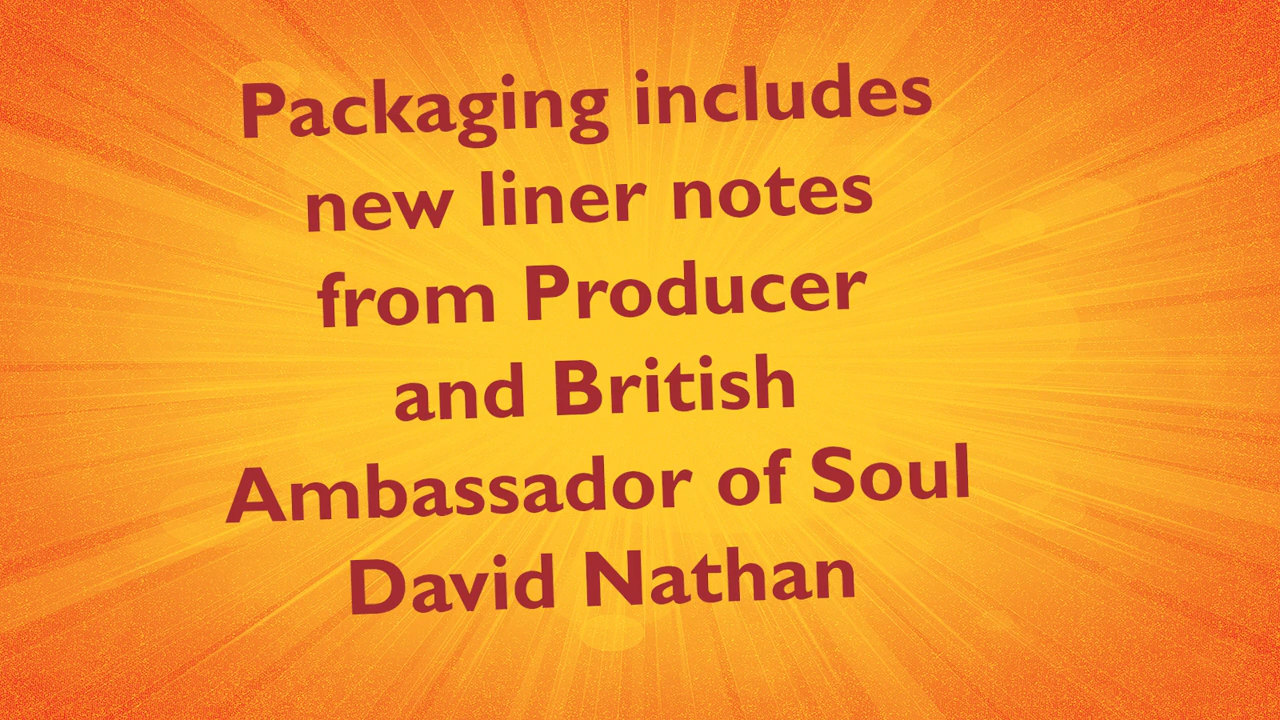 Packaging includes
new liner notes
from Producer
and British
Ambassador of Soul
David Nathan